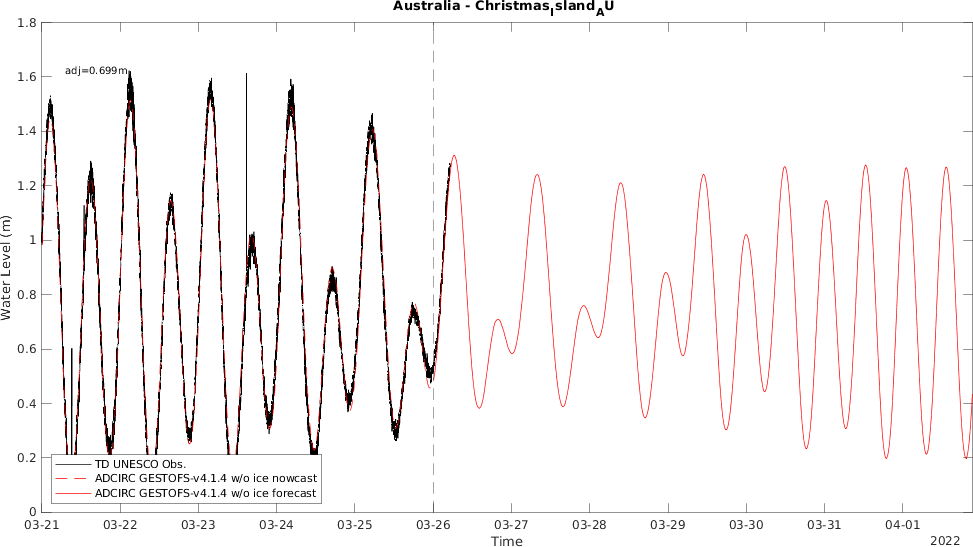 Australia - ChristmasIslandAU
adj=0.699m
1.8
1.6
1.4
1.2
1
0.8
0.6
0.4
0.2
0
Water Level (m)
TD UNESCO Obs.
ADCIRC GESTOFS-v4.1.4 w/o ice nowcast
ADCIRC GESTOFS-v4.1.4 w/o ice forecast
03-21 03-22 03-23 03-24 03-25 03-26 03-27 03-28 03-29 03-30 03-31 04-01
Time
2022